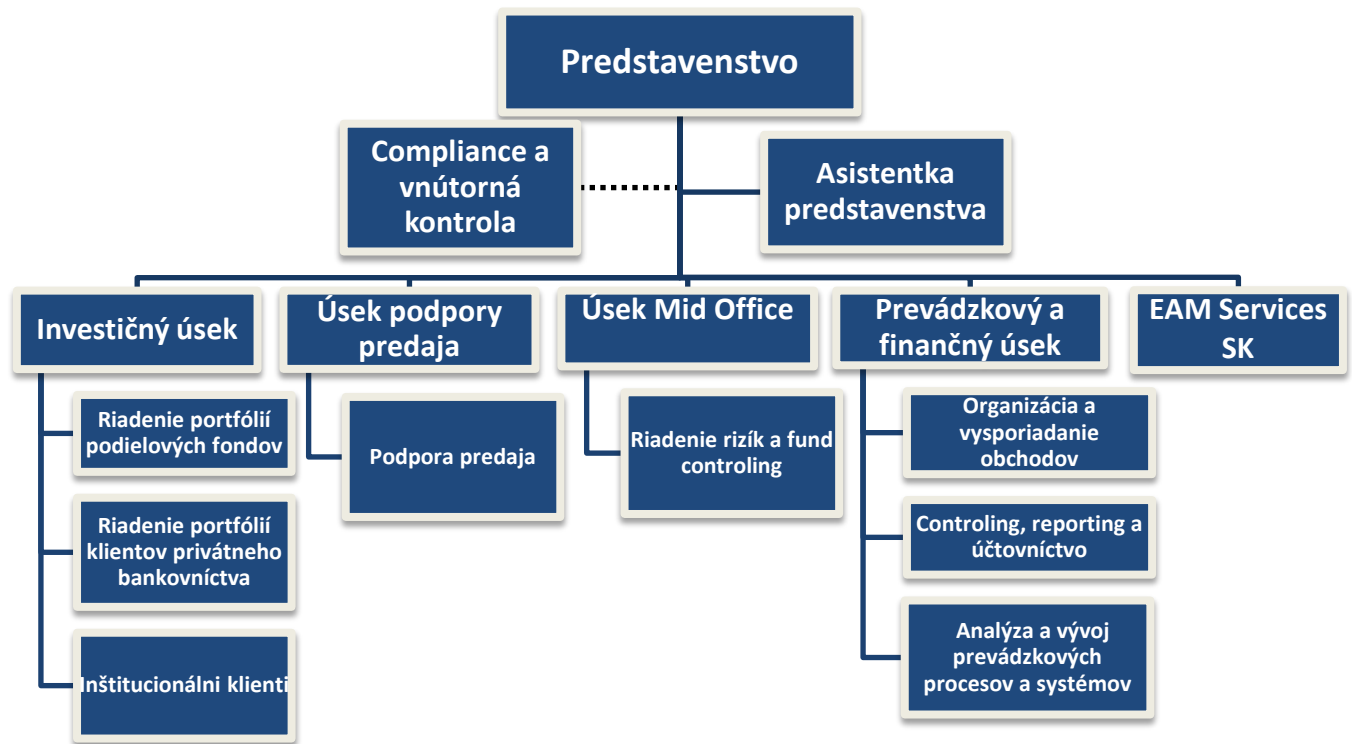 Predstavenstvo
Compliance a
vnútorná
kontrola
Asistentka
predstavenstva
Investičný úsek
Úsek podpory
predaja
Úsek Mid Office
Prevádzkový a
finančný úsek
EAM Services
SK
Riadenie portfólií
podielových fondov
Riadenie portfólií
klientov privátneho
bankovníctva
Inštitucionálni klienti
Podpora predaja
Riadenie rizík a fund
controling
Organizácia a
vysporiadanie
obchodov
Controling, reporting a
účtovníctvo
Analýza a vývoj
prevádzkových
procesov a systémov